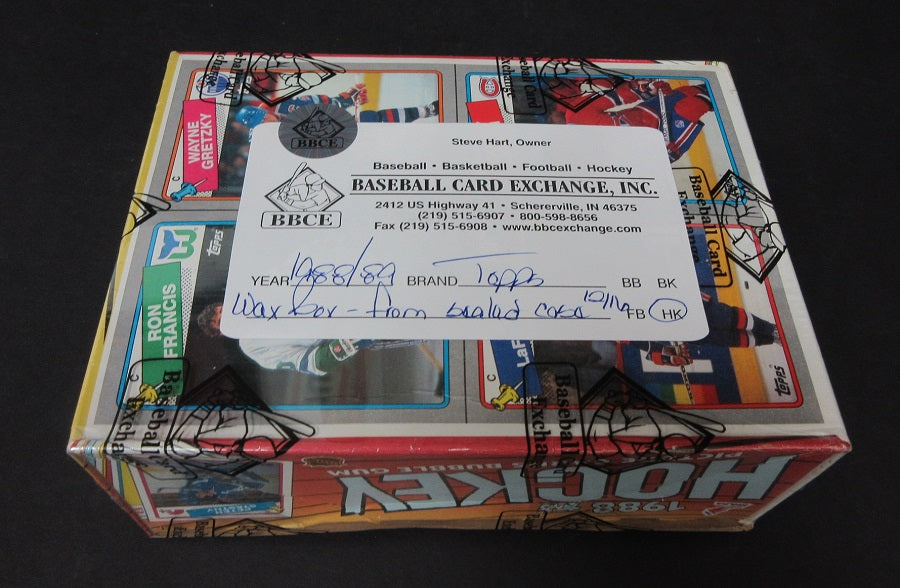 WAYNE
GRETZKY
C
BBCE
Steve Hart, Owner
Baseball • Basketball • Football • Hockey
BASEBALL CARD EXCHANGE, INC.
2412 US Highway 41 • Schererville, IN 46375
(219) 515-6907 • 800-598-8656
Fax (219) 515-6908 • www.bbcexchange.com
BBCE
YEAR 1988/89 BRAND Topps BB BK
Wax box - from sealed case FB HK
topps
RON
FRANCIS
C
LaF
C
topps
Baseball Card
Exchange
Baseball
Exchange
Baseball
Exchange
1988
HOCKEY
BUBBLE GUM